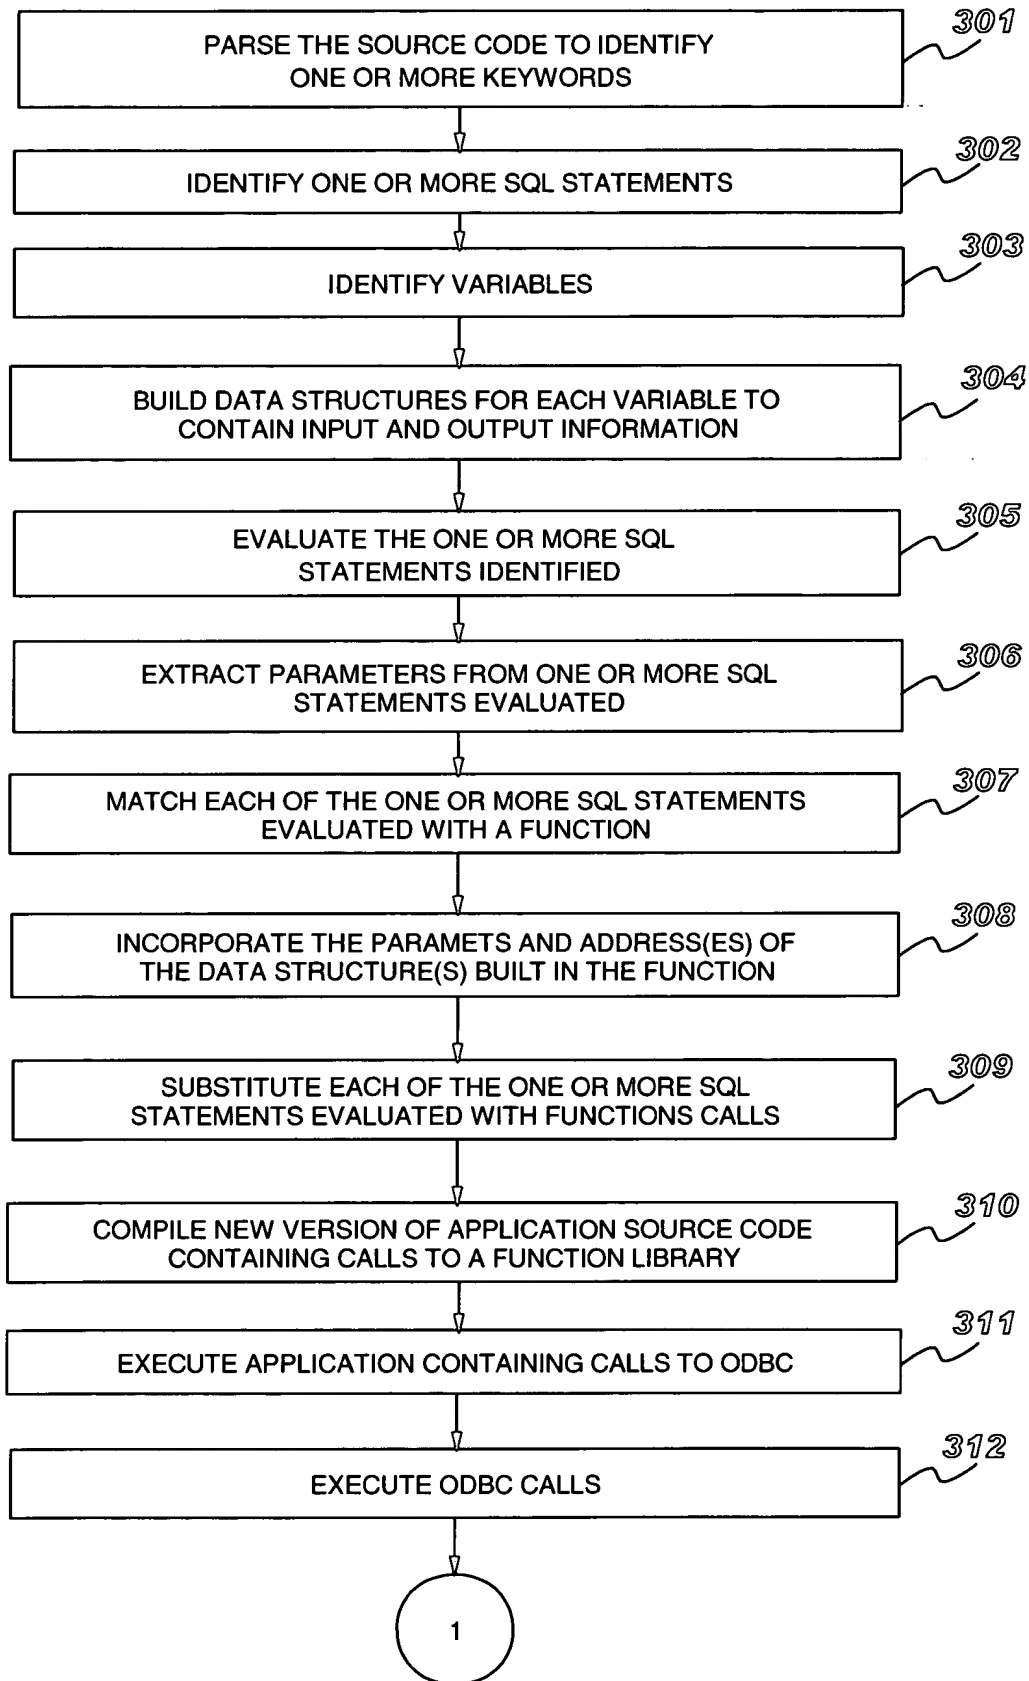 301
PARSE THE SOURCE CODE TO IDENTIFY
ONE OR MORE KEYWORDS
302
IDENTIFY ONE OR MORE SQL STATEMENTS
303
IDENTIFY VARIABLES
304
BUILD DATA STRUCTURES FOR EACH VARIABLE TO
CONTAIN INPUT AND OUTPUT INFORMATION
305
EVALUATE THE ONE OR MORE SQL
STATEMENTS IDENTIFIED
306
EXTRACT PARAMETERS FROM ONE OR MORE SQL
STATEMENTS EVALUATED
307
MATCH EACH OF THE ONE OR MORE SQL STATEMENTS
EVALUATED WITH A FUNCTION
308
INCORPORATE THE PARAMETS AND ADDRESS(ES) OF
THE DATA STRUCTURE(S) BUILT IN THE FUNCTION
309
SUBSTITUTE EACH OF THE ONE OR MORE SQL
STATEMENTS EVALUATED WITH FUNCTIONS CALLS
310
COMPILE NEW VERSION OF APPLICATION SOURCE CODE
CONTAINING CALLS TO A FUNCTION LIBRARY
311
EXECUTE APPLICATION CONTAINING CALLS TO ODBC
312
EXECUTE ODBC CALLS
1